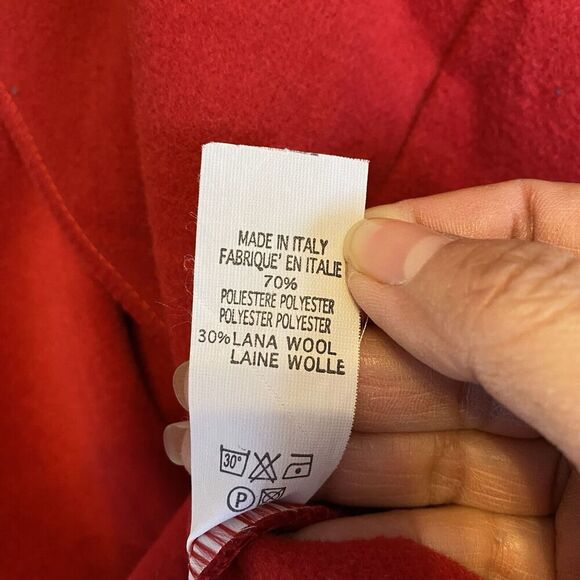 MADE IN ITALY
FABRIQUE' EN ITALIE
70%
POLIESTERE POLYESTER
POLYESTER POLYESTER
30% LANA WOOL
LAINE WOLLE
30°
P